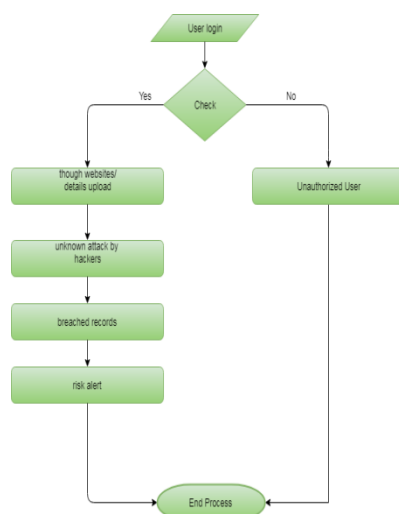 User login
Check
Yes
No
though websites/
details upload
Unauthorized User
unknown attack by
hackers
breached records
risk alert
End Process